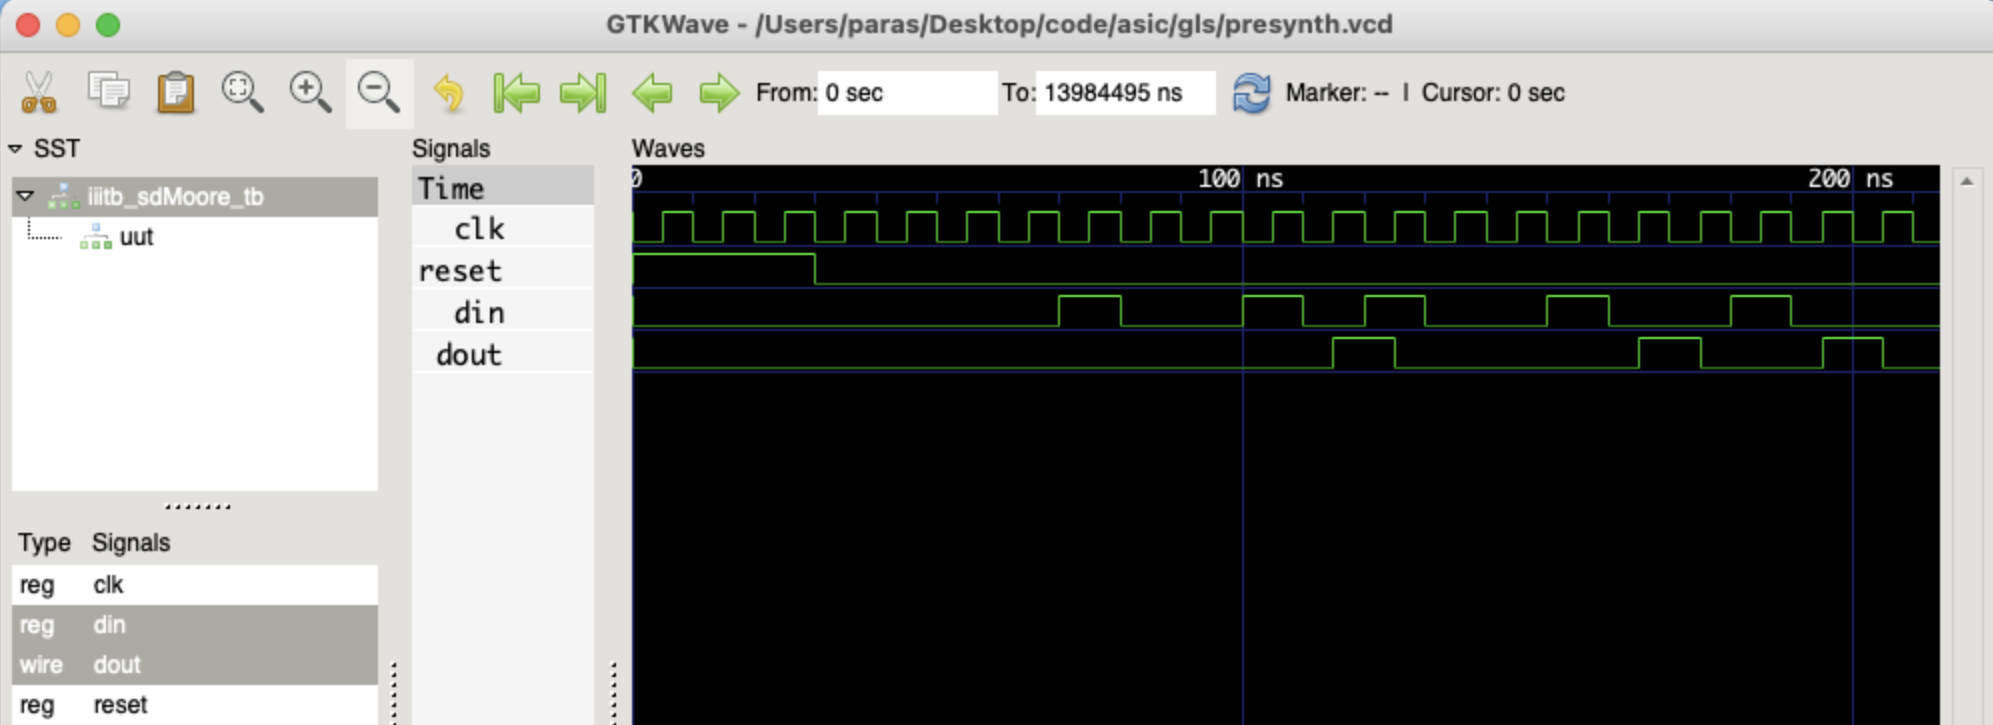 GTKWave - /Users/paras/Desktop/code/asic/gls/presynth.vcd
From: 0 sec To: 13984495 ns Marker: -- | Cursor: 0 sec
SST
iiitb_sdMoore_tb
uut
Type Signals
reg clk
reg din
wire dout
reg reset
Signals
Time
clk
reset
din
dout
Waves
0 100 ns 200 ns